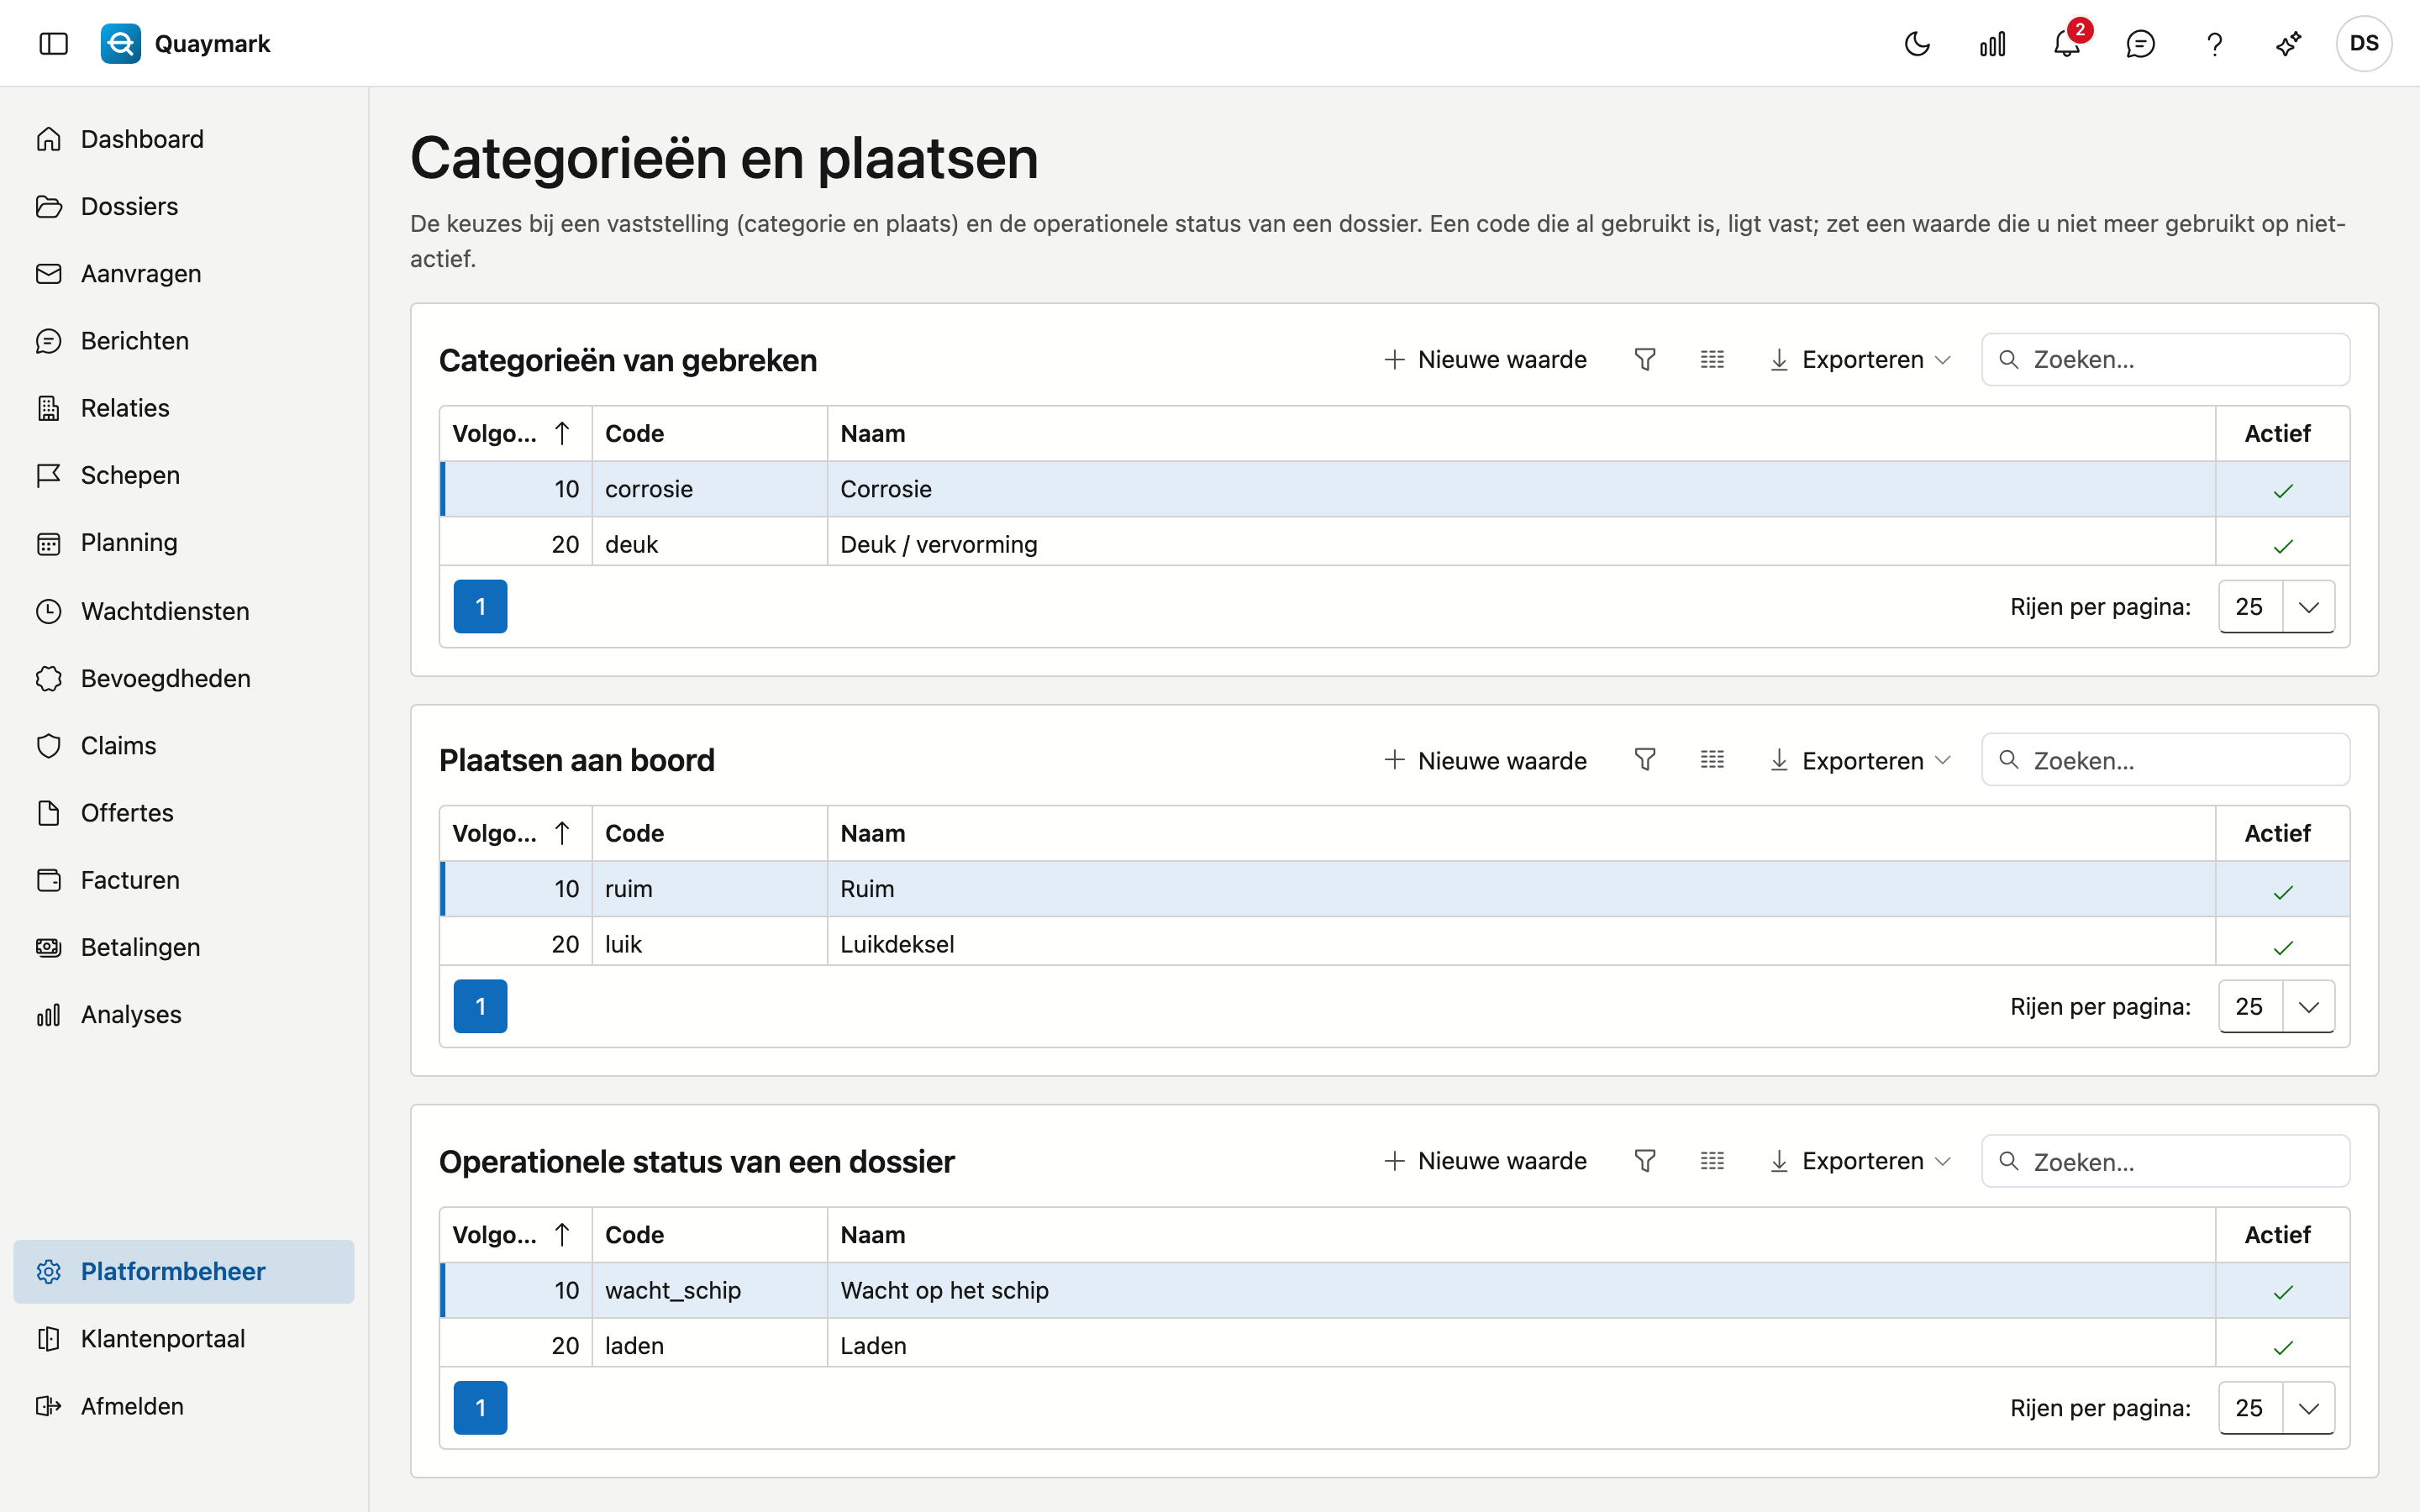 Quaymark
2
DS
Dashboard
Dossiers
Aanvragen
Berichten
Relaties
Schepen
Planning
Wachtdiensten
Bevoegdheden
Claims
Offertes
Facturen
Betalingen
Analyses
Platformbeheer
Klantenportaal
Afmelden
Categorieën en plaatsen
De keuzes bij een vaststelling (categorie en plaats) en de operationele status van een dossier. Een code die al gebruikt is, ligt vast; zet een waarde die u niet meer gebruikt op niet-
actief.
Categorieën van gebreken
Nieuwe waarde
Exporteren
Zoeken...
Volgo... Code Naam Actief
10 corrosie Corrosie
20 deuk Deuk / vervorming
1 Rijen per pagina: 25
Plaatsen aan boord
Nieuwe waarde
Exporteren
Zoeken...
Volgo... Code Naam Actief
10 ruim Ruim
20 luik Luikdeksel
1 Rijen per pagina: 25
Operationele status van een dossier
Nieuwe waarde
Exporteren
Zoeken...
Volgo... Code Naam Actief
10 wacht_schip Wacht op het schip
20 laden Laden
1 Rijen per pagina: 25